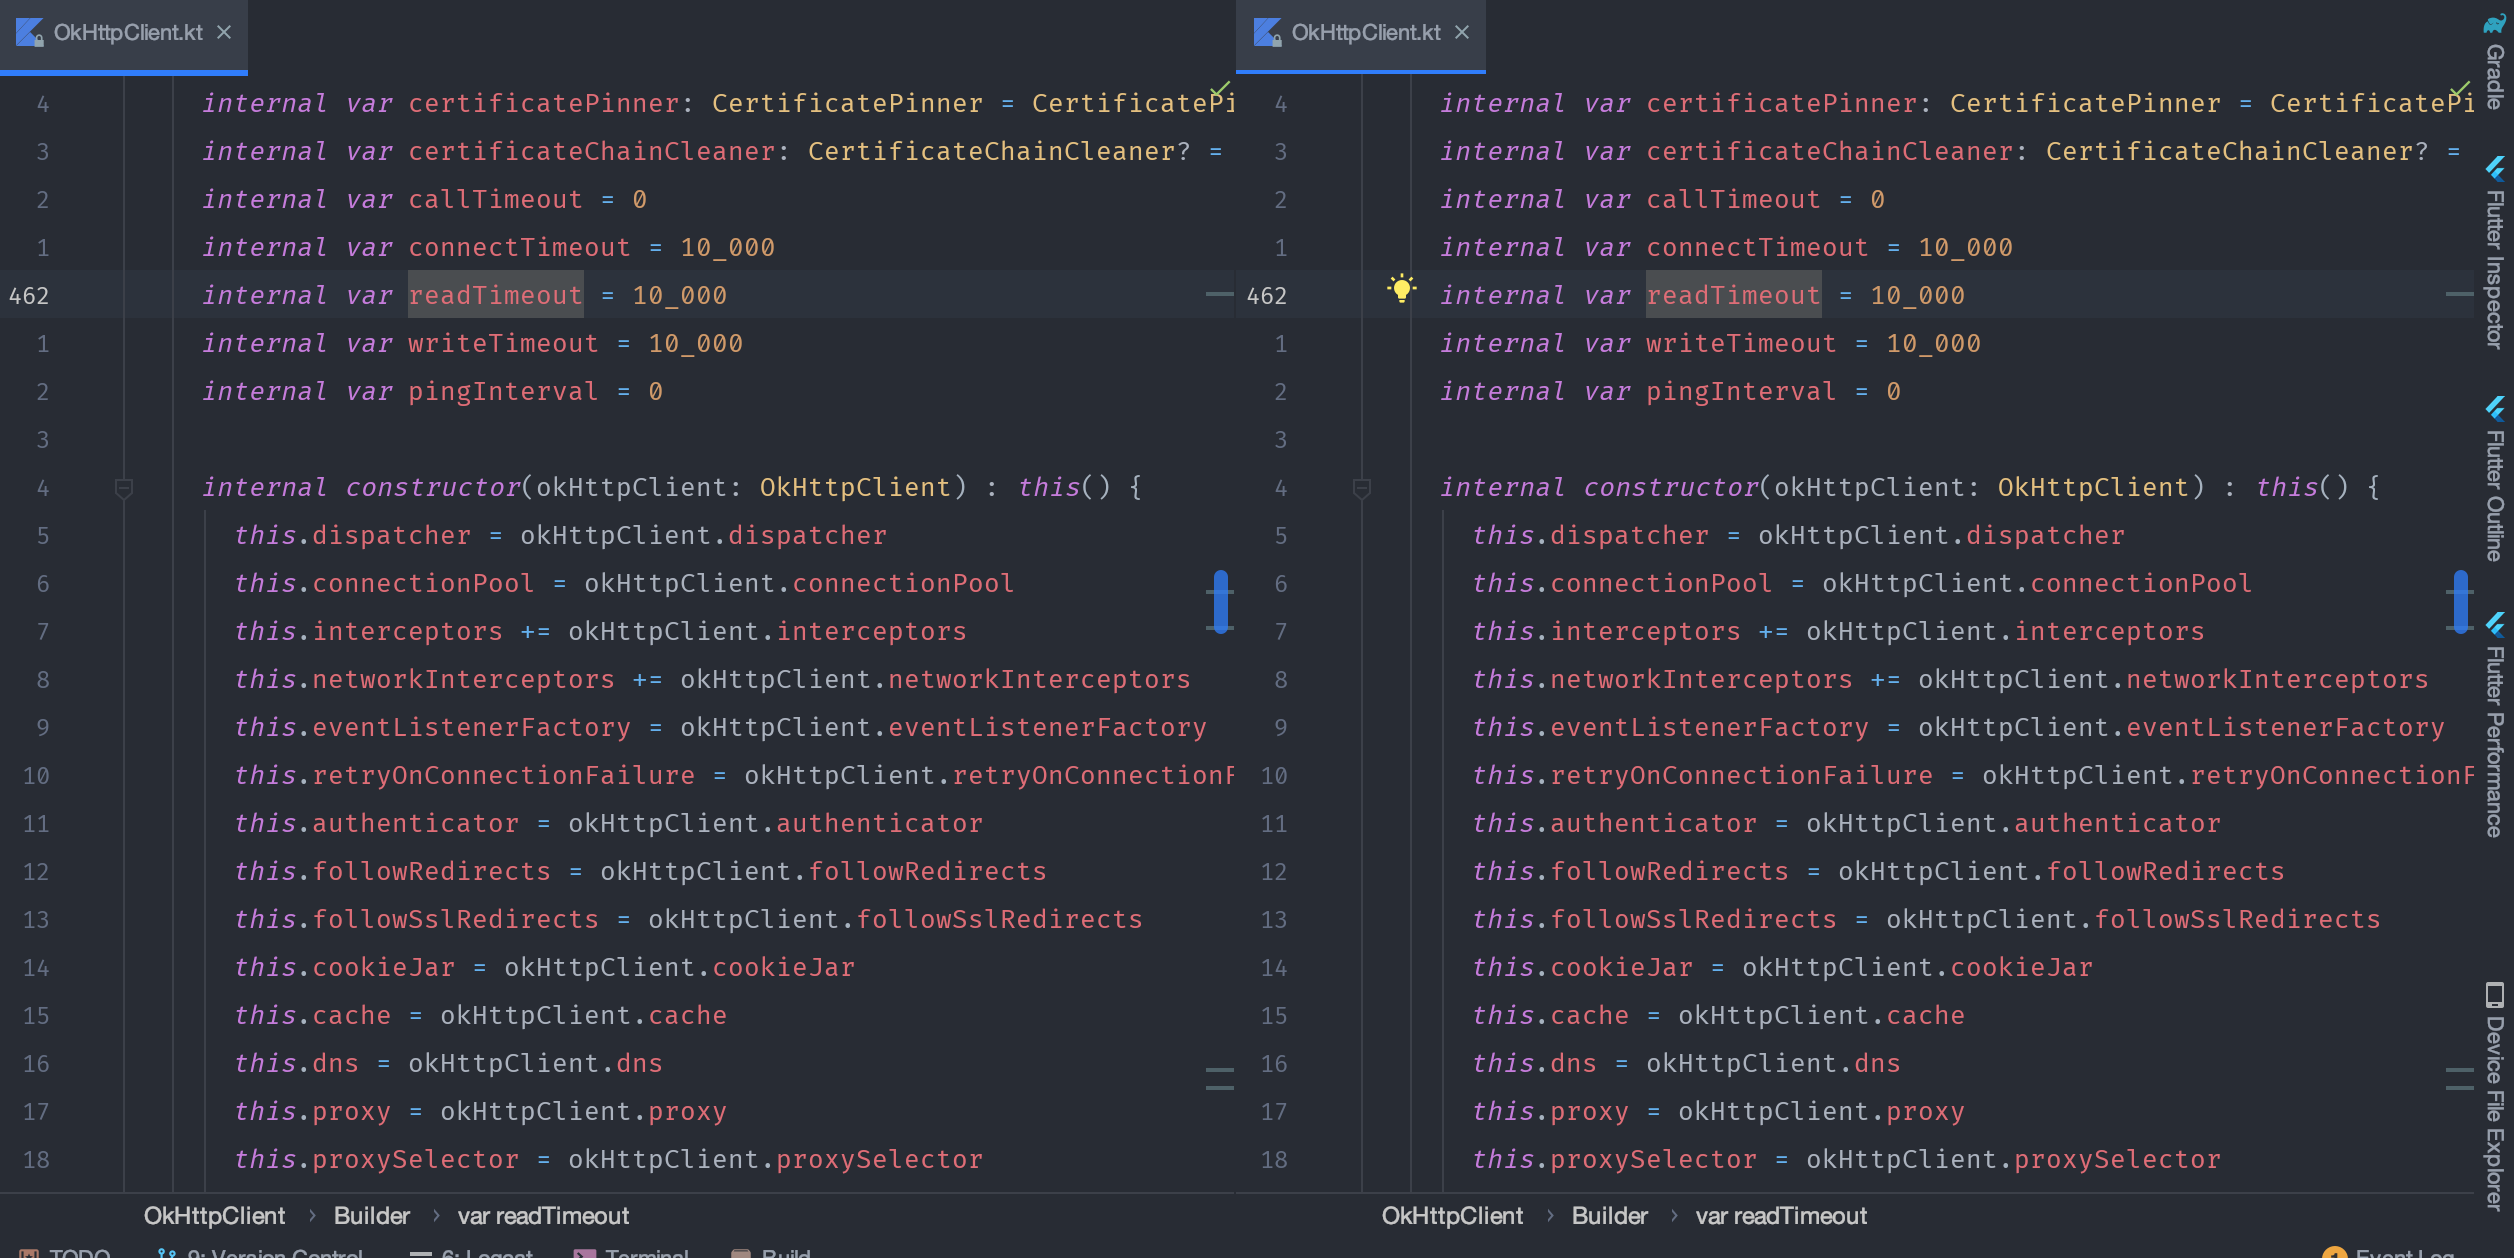 OkHttpClient.kt
4 internal var certificatePinner: CertificatePinner = CertificatePi
3 internal var certificateChainCleaner: CertificateChainCleaner? =
2 internal var callTimeout = 0
1 internal var connectTimeout = 10_000
462 internal var readTimeout = 10_000
1 internal var writeTimeout = 10_000
2 internal var pingInterval = 0
3
4 internal constructor(okHttpClient: OkHttpClient) : this() {
5 this.dispatcher = okHttpClient.dispatcher
6 this.connectionPool = okHttpClient.connectionPool
7 this.interceptors += okHttpClient.interceptors
8 this.networkInterceptors += okHttpClient.networkInterceptors
9 this.eventListenerFactory = okHttpClient.eventListenerFactory
10 this.retryOnConnectionFailure = okHttpClient.retryOnConnectionF
11 this.authenticator = okHttpClient.authenticator
12 this.followRedirects = okHttpClient.followRedirects
13 this.followSslRedirects = okHttpClient.followSslRedirects
14 this.cookieJar = okHttpClient.cookieJar
15 this.cache = okHttpClient.cache
16 this.dns = okHttpClient.dns
17 this.proxy = okHttpClient.proxy
18 this.proxySelector = okHttpClient.proxySelector
OkHttpClient › Builder › var readTimeout
OkHttpClient.kt
4 internal var certificatePinner: CertificatePinner = CertificatePi
3 internal var certificateChainCleaner: CertificateChainCleaner? =
2 internal var callTimeout = 0
1 internal var connectTimeout = 10_000
462 internal var readTimeout = 10_000
1 internal var writeTimeout = 10_000
2 internal var pingInterval = 0
3
4 internal constructor(okHttpClient: OkHttpClient) : this() {
5 this.dispatcher = okHttpClient.dispatcher
6 this.connectionPool = okHttpClient.connectionPool
7 this.interceptors += okHttpClient.interceptors
8 this.networkInterceptors += okHttpClient.networkInterceptors
9 this.eventListenerFactory = okHttpClient.eventListenerFactory
10 this.retryOnConnectionFailure = okHttpClient.retryOnConnectionF
11 this.authenticator = okHttpClient.authenticator
12 this.followRedirects = okHttpClient.followRedirects
13 this.followSslRedirects = okHttpClient.followSslRedirects
14 this.cookieJar = okHttpClient.cookieJar
15 this.cache = okHttpClient.cache
16 this.dns = okHttpClient.dns
17 this.proxy = okHttpClient.proxy
18 this.proxySelector = okHttpClient.proxySelector
OkHttpClient › Builder › var readTimeout
Gradle
Flutter Inspector
Flutter Outline
Flutter Performance
Device File Explorer
TODO 9: Version Control 6: Logcat Terminal Build Event Log